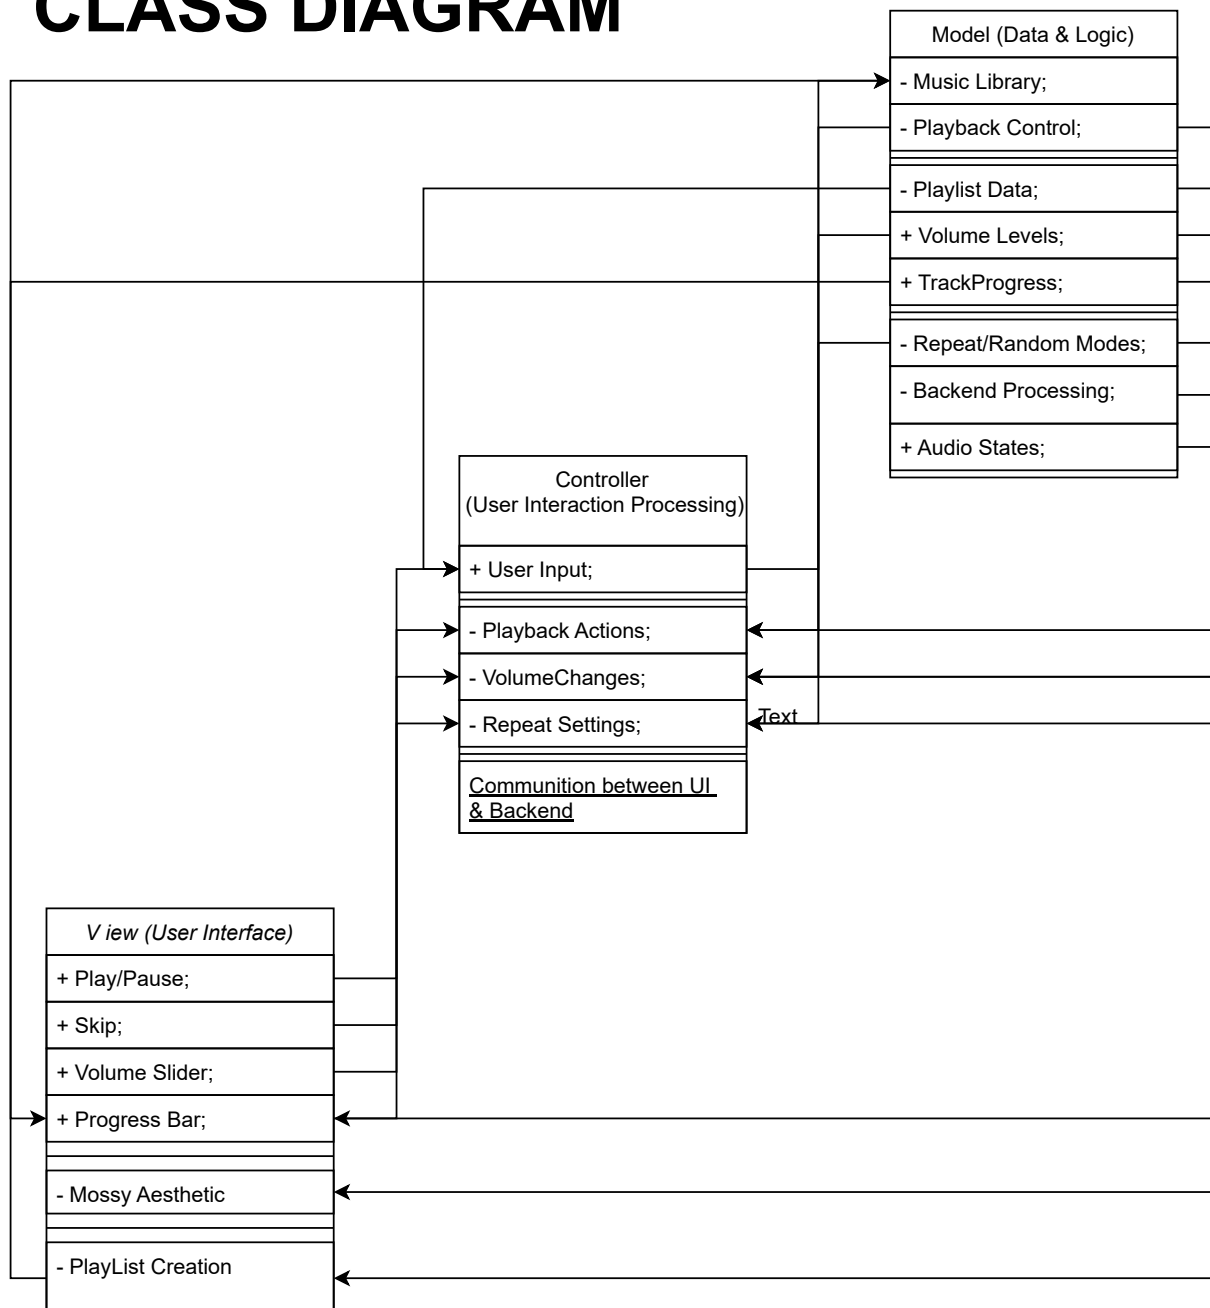 CLASS DIAGRAM
Model (Data & Logic)
- Music Library;
- Playback Control;
- Playlist Data;
+ Volume Levels;
+ TrackProgress;
- Repeat/Random Modes;
- Backend Processing;
+ Audio States;
Controller
(User Interaction Processing)
+ User Input;
- Playback Actions;
- VolumeChanges;
- Repeat Settings;
Text
Communition between UI
& Backend
V iew (User Interface)
+ Play/Pause;
+ Skip;
+ Volume Slider;
+ Progress Bar;
- Mossy Aesthetic
- PlayList Creation